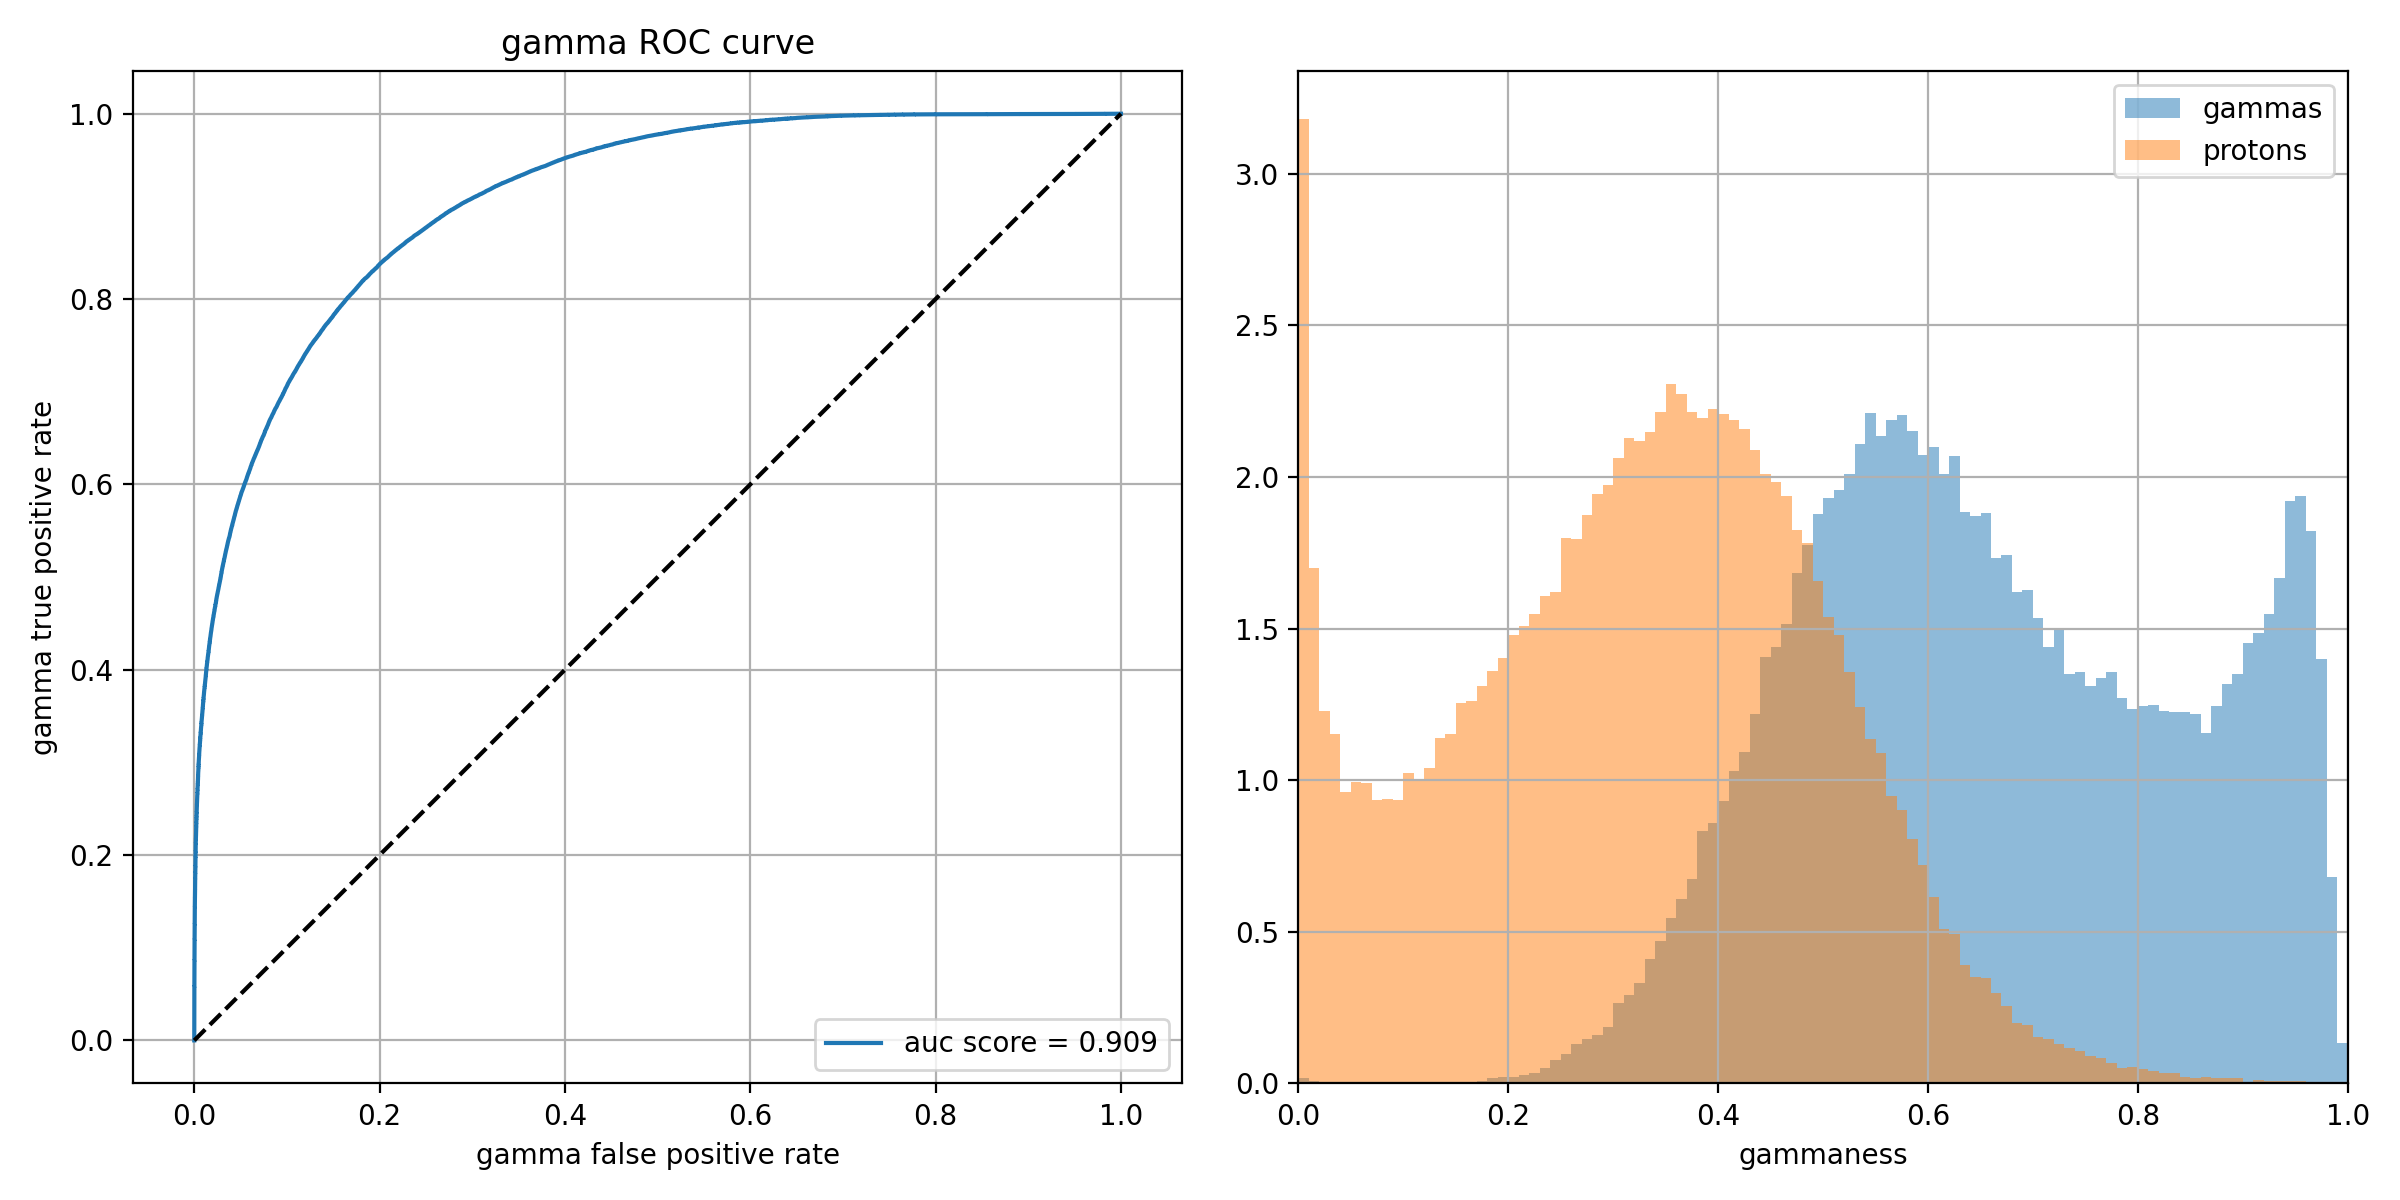 gamma ROC curve
gamma true positive rate
1.0
0.8
0.6
0.4
0.2
0.0
auc score = 0.909
0.0 0.2 0.4 0.6 0.8 1.0
gamma false positive rate
gammas
protons
3.0
2.5
2.0
1.5
1.0
0.5
0.0
0.0 0.2 0.4 0.6 0.8 1.0
gammaness